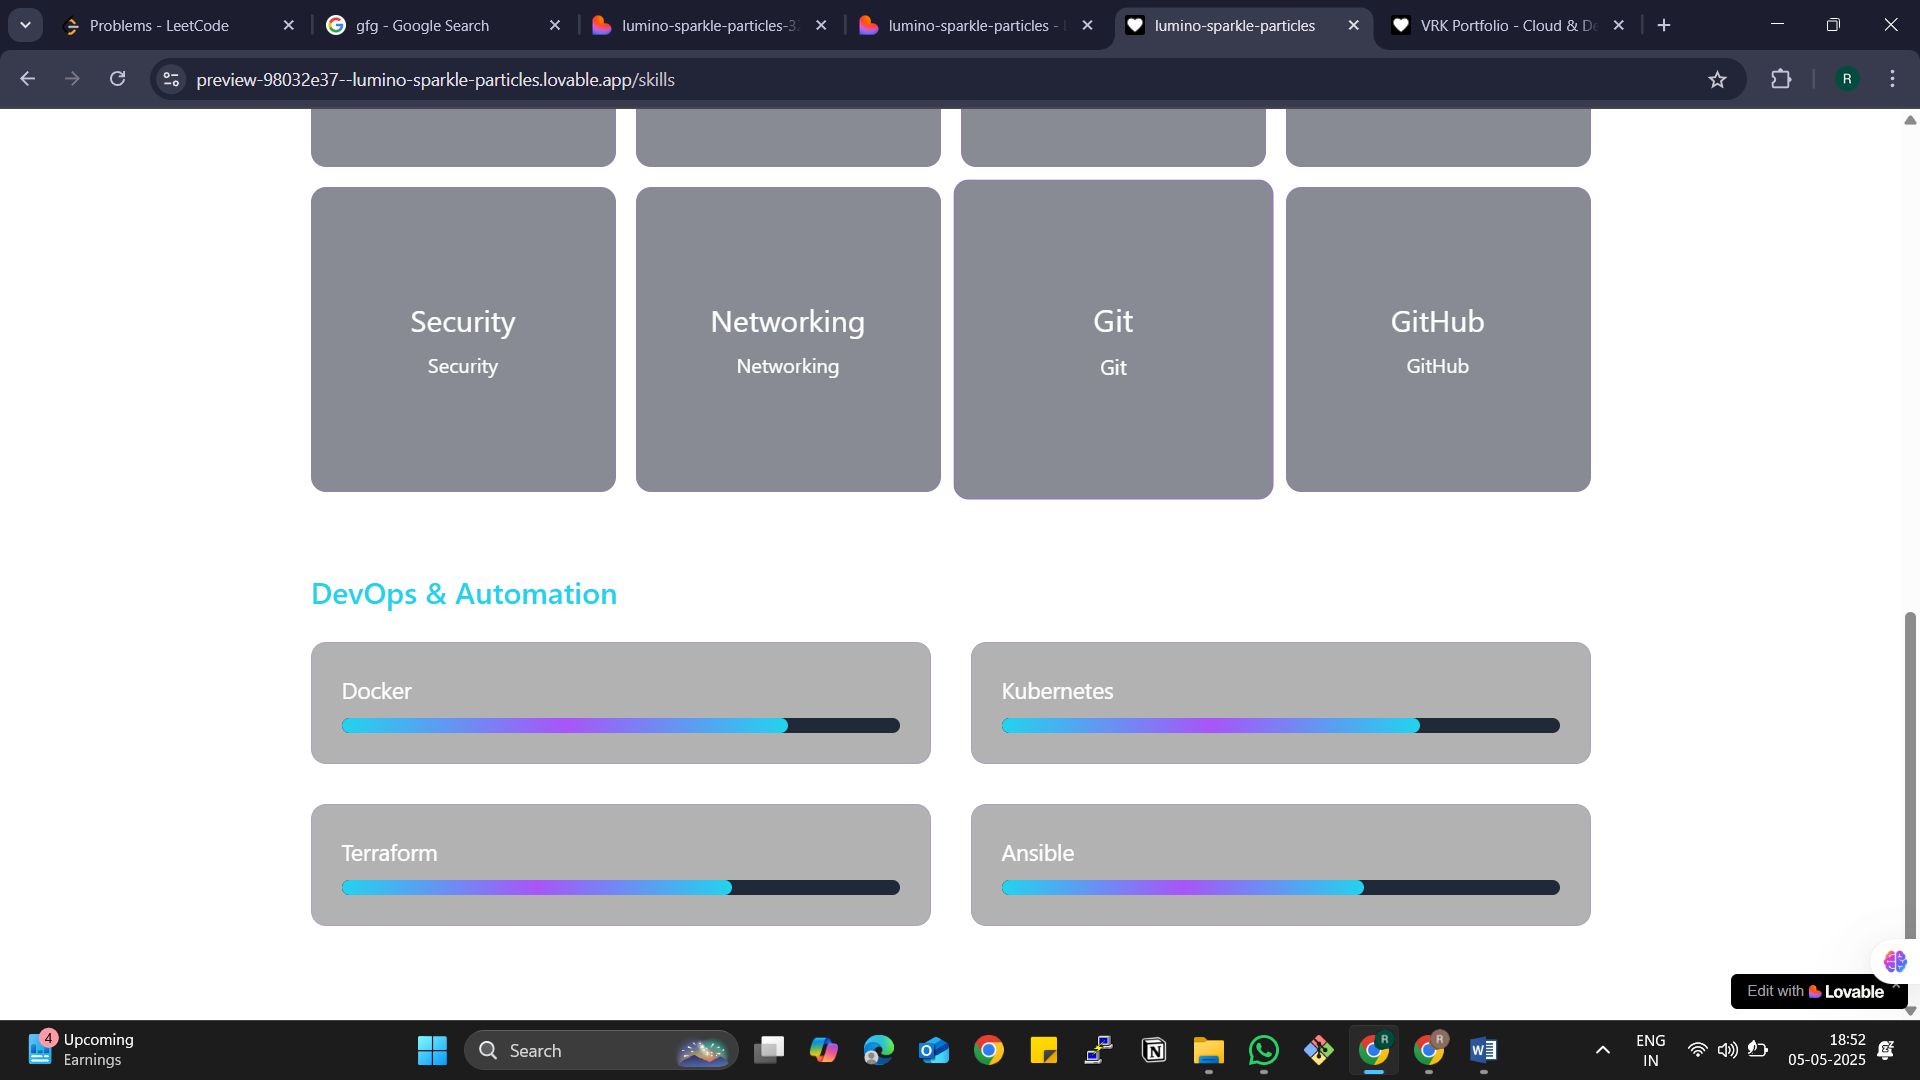 Problems - LeetCode
gfg - Google Search
lumino-sparkle-particles-3
lumino-sparkle-particles -
lumino-sparkle-particles
VRK Portfolio - Cloud & De
preview-98032e37--lumino-sparkle-particles.lovable.app/skills
R
Security
Security
Networking
Networking
Git
Git
GitHub
GitHub
DevOps & Automation
Docker
Kubernetes
Terraform
Ansible
Edit with Lovable
4
Upcoming
Earnings
Search
R
R
ENG
IN
18:52
05-05-2025